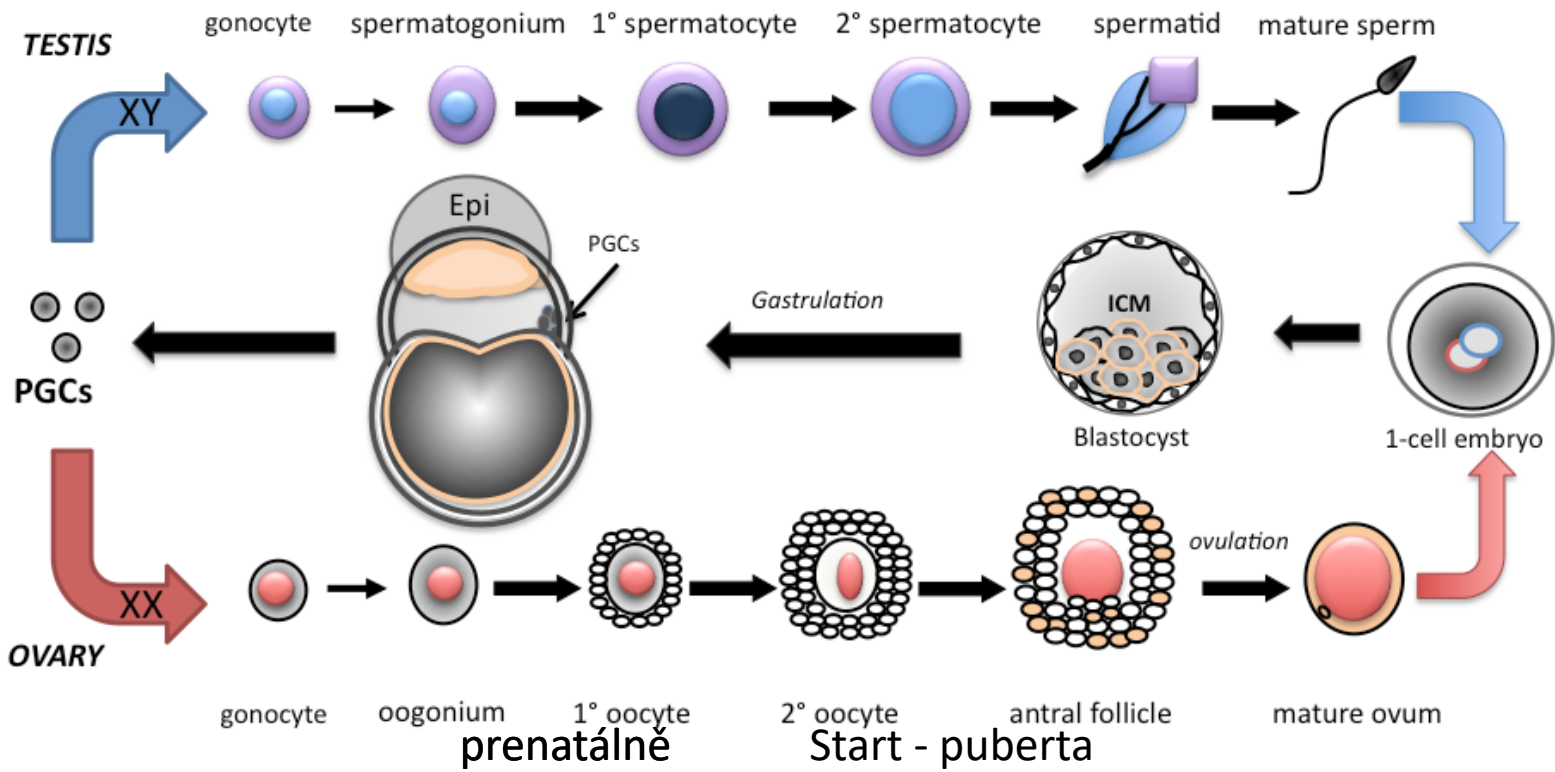 gonocyte spermatogonium 1° spermatocyte 2° spermatocyte spermatid mature sperm
TESTIS
XY
Epi
PGCs
Gastrulation
ICM
PGCs
Blastocyst
1-cell embryo
ovulation
XX
OVARY
gonocyte oogonium 1° oocyte 2° oocyte antral follicle mature ovum
prenatálně Start - puberta